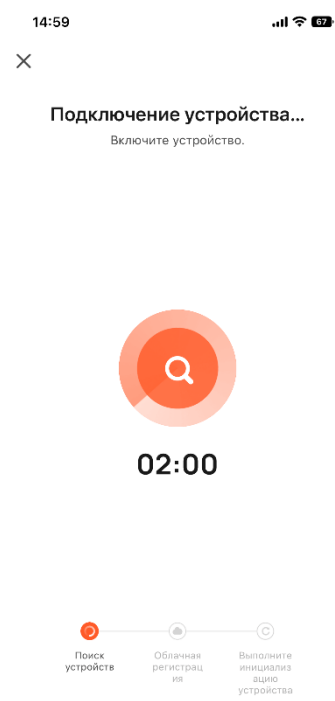 14:59
67
Подключение устройства...
Включите устройство.
02:00
Поиск
устройств
Облачная
регистрац
ия
Выполните
инициализ
ацию
устройства